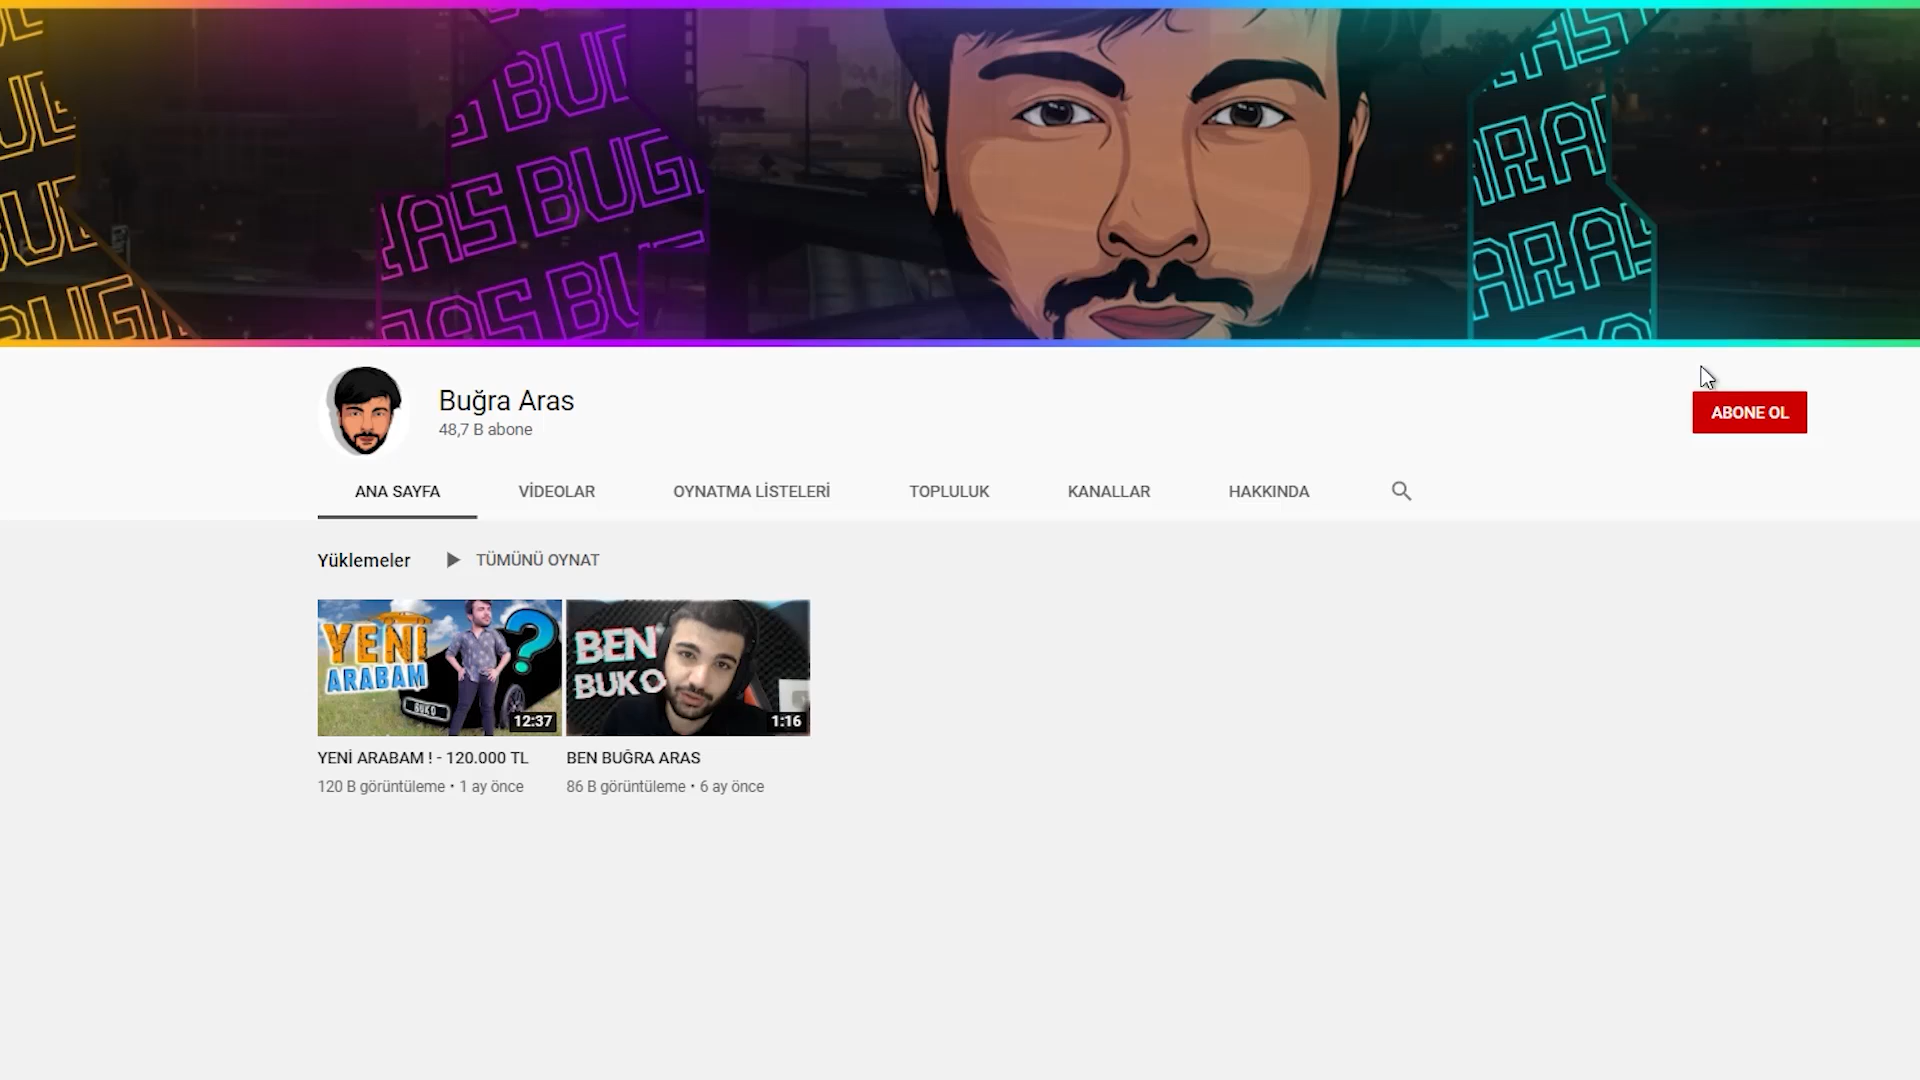 BUĞRA ARAS
48,7 B abone
ABONE OL
ANA SAYFA
VİDEOLAR
OYNATMA LİSTELERİ
TOPLULUK
KANALLAR
HAKKINDA
Yüklemeler
TÜMÜNÜ OYNAT
YENİ
ARABAM
BUKO
12:37
BEN
BUKO
1:16
YENİ ARABAM ! - 120.000 TL
120 B görüntüleme • 1 ay önce
BEN BUĞRA ARAS
86 B görüntüleme • 6 ay önce